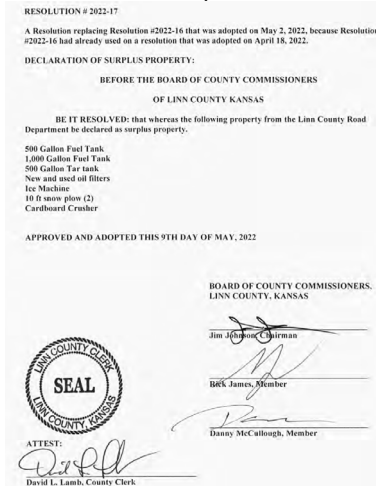 RESOLUTION # 2022-17
A Resolution replacing Resolution #2022-16 that was adopted on May 2, 2022, because Resolution
#2022-16 had already used on a resolution that was adopted on April 18, 2022.
DECLARATION OF SURPLUS PROPERTY:
BEFORE THE BOARD OF COUNTY COMMISSIONERS
OF LINN COUNTY KANSAS
BE IT RESOLVED: that whereas the following property from the Linn County Road
Department be declared as surplus property.
500 Gallon Fuel Tank
1,000 Gallon Fuel Tank
500 Gallon Tar tank
New and used oil filters
Ice Machine
10 ft snow plow (2)
Cardboard Crusher
APPROVED AND ADOPTED THIS 9TH DAY OF MAY, 2022
BOARD OF COUNTY COMMISSIONERS,
LINN COUNTY, KANSAS
Jim Johnson, Chairman
Rick James, Member
Danny McCullough, Member
LINN COUNTY CLERK
SEAL
LINN COUNTY, KANSAS
ATTEST:
David L. Lamb, County Clerk